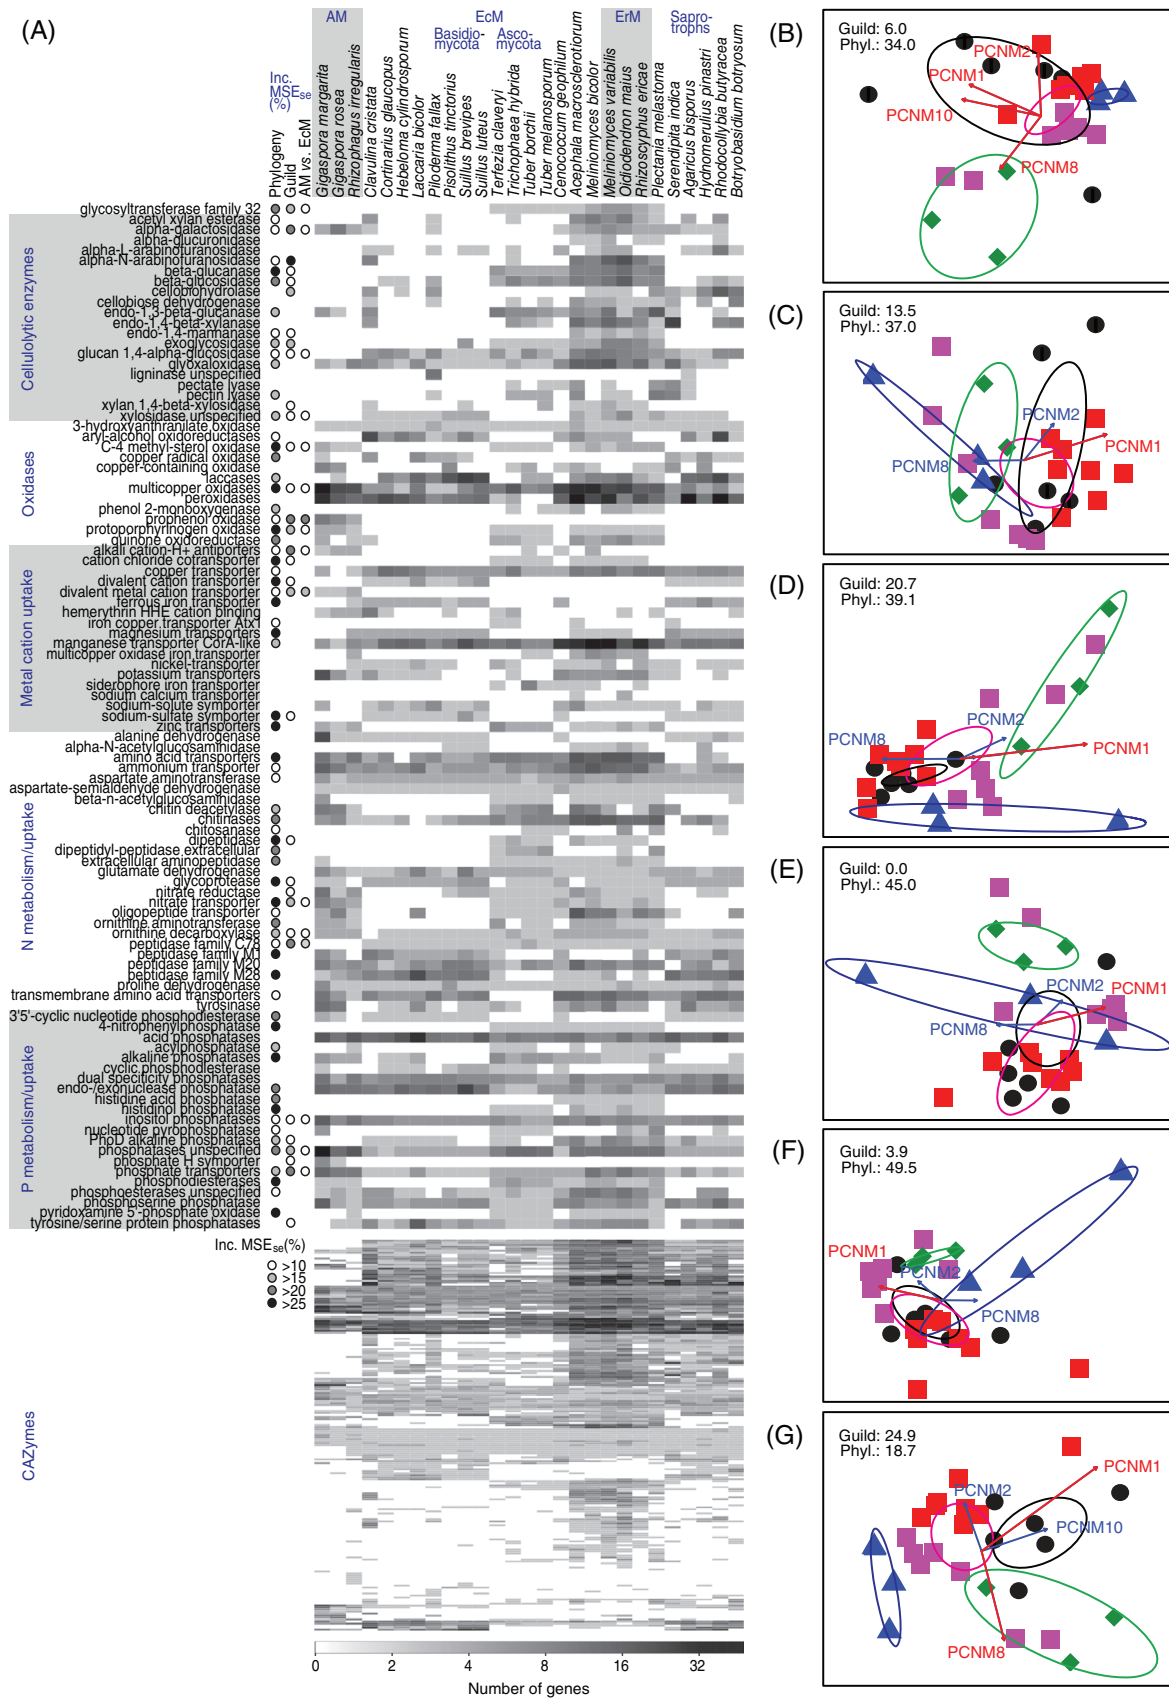 (A)
AM
EcM
ErM
Sapro-
trophs
Basidio-
mycota
Asco-
mycota
Inc.
MSEse
(%)
Phylogeny
Guild
AM vs. EcM
Gigaspora margarita
Gigaspora rosea
Rhizophagus irregularis
Clavulina cristata
Cortinarius glaucopus
Hebeloma cylindrosporum
Laccaria bicolor
Piloderma fallax
Pisolithus tinctorius
Suillus brevipes
Suillus luteus
Terfezia claveryi
Trichophaea hybrida
Tuber borchii
Tuber melanosporum
Cenococcum geophilum
Acephala macrosclerotiorum
Meliniomyces bicolor
Meliniomyces variabilis
Oidiodendron maius
Rhizoscyphus ericae
Plectania melastoma
Serendipita indica
Agaricus bisporus
Hydnomerulius pinastri
Rhodocollybia butyracea
Botryobasidium botryosum
glycosyltransferase family 32
Cellulolytic enzymes
acetyl xylan esterase
alpha-galactosidase
alpha-glucuronidase
alpha-L-arabinofuranosidase
alpha-N-arabinofuranosidase
beta-glucanase
beta-glucosidase
cellobiohydrolase
cellobiose dehydrogenase
endo-1,3-beta-glucanase
endo-1,4-beta-xylanase
endo-1,4-mannanase
exoglycosidase
glucan 1,4-alpha-glucosidase
glyoxaloxidase
ligninase unspecified
pectate lyase
pectin lyase
xylan 1,4-beta-xylosidase
xylosidase unspecified
Oxidases
3-hydroxyanthranilate oxidase
aryl-alcohol oxidoreductases
C-4 methyl-sterol oxidase
copper radical oxidase
copper-containing oxidase
laccases
multicopper oxidases
peroxidases
phenol 2-monooxygenase
prophenol oxidase
protoporphyrinogen oxidase
quinone oxidoreductase
Metal cation uptake
alkali cation-H+ antiporters
cation chloride cotransporter
copper transporter
divalent cation transporter
divalent metal cation transporter
ferrous iron transporter
hemerythrin HHE cation binding
iron copper transporter Atx1
magnesium transporters
manganese transporter CorA-like
multicopper oxidase iron transporter
nickel-transporter
potassium transporters
siderophore iron transporter
sodium calcium transporter
sodium-solute symporter
sodium-sulfate symporter
zinc transporters
N metabolism/uptake
alanine dehydrogenase
alpha-N-acetylglucosaminidase
amino acid transporters
ammonium transporter
aspartate aminotransferase
aspartate-semialdehyde dehydrogenase
beta-n-acetylglucosaminidase
chitin deacetylase
chitinases
chitosanase
dipeptidase
dipeptidyl-peptidase extracellular
extracellular aminopeptidase
glutamate dehydrogenase
glycoprotease
nitrate reductase
nitrate transporter
oligopeptide transporter
ornithine aminotransferase
ornithine decarboxylase
peptidase family C78
peptidase family M1
peptidase family M20
peptidase family M28
proline dehydrogenase
transmembrane amino acid transporters
tyrosinase
P metabolism/uptake
3'5'-cyclic nucleotide phosphodiesterase
4-nitrophenylphosphatase
acid phosphatases
acylphosphatase
alkaline phosphatases
cyclic phosphodiesterase
dual specificity phosphatases
endo-/exonuclease phosphatase
histidine acid phosphatase
histidinol phosphatase
inositol phosphatases
nucleotide pyrophosphatase
PhoD alkaline phosphatase
phosphatases unspecified
phosphate H symporter
phosphate transporters
phosphodiesterases
phosphoesterases unspecified
phosphoserine phosphatase
pyridoxamine 5'-phosphate oxidase
tyrosine/serine protein phosphatases
Inc. MSEse(%)
>10
>15
>20
>25
CAZymes
0 2 4 8 16 32
Number of genes
(B)
Guild: 6.0
Phyl.: 34.0
PCNM2
PCNM1
PCNM10
PCNM8
(C)
Guild: 13.5
Phyl.: 37.0
PCNM2
PCNM1
PCNM8
(D)
Guild: 20.7
Phyl.: 39.1
PCNM2
PCNM8
PCNM1
(E)
Guild: 0.0
Phyl.: 45.0
PCNM2
PCNM1
PCNM8
(F)
Guild: 3.9
Phyl.: 49.5
PCNM1
PCNM2
PCNM8
(G)
Guild: 24.9
Phyl.: 18.7
PCNM1
PCNM2
PCNM10
PCNM8